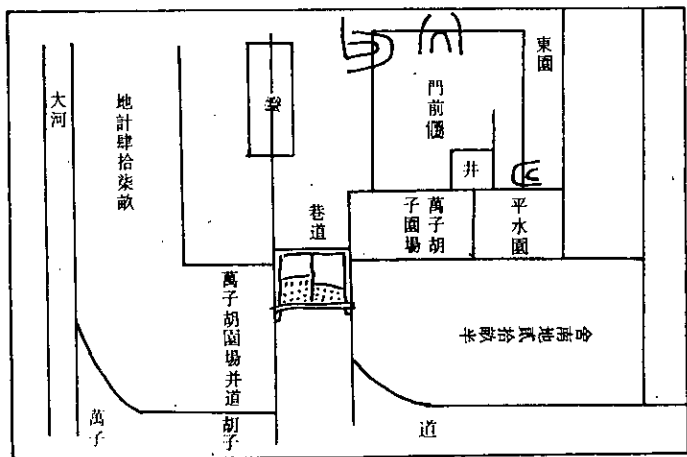 東園
門前
井
平水園
萬子胡
子園場
舍南地貳拾畝半
道
巷道
萬子胡園場并道
胡子
地計肆拾柒畝
大河
萬子